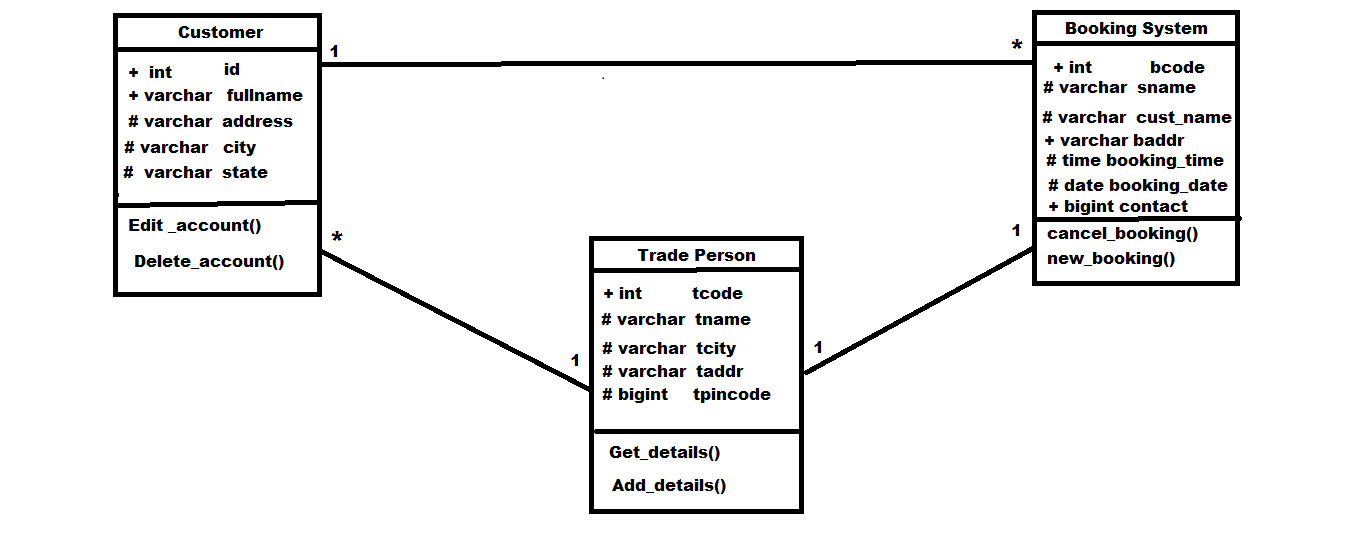 Customer
+ int id
+ varchar fullname
# varchar address
# varchar city
# varchar state
Edit _account()
Delete_account()
1
*
Booking System
+ int bcode
# varchar sname
# varchar cust_name
+ varchar baddr
# time booking_time
# date booking_date
+ bigint contact
cancel_booking()
new_booking()
*
1
1
1
Trade Person
+ int tcode
# varchar tname
# varchar tcity
# varchar taddr
# bigint tpincode
Get_details()
Add_details()